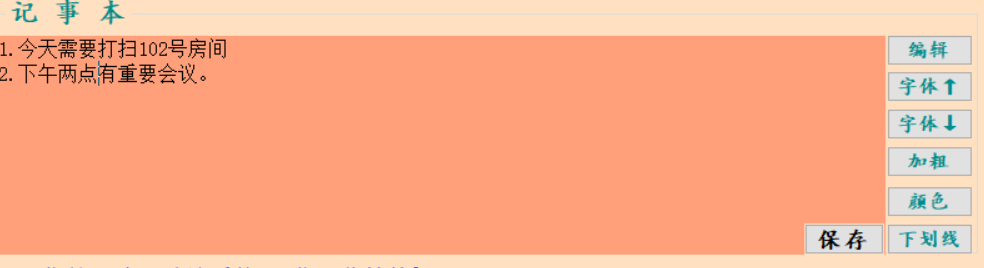 记事本
1.今天需要打扫102号房间
2.下午两点有重要会议。
编辑
字体↑
字体↓
加粗
颜色
保存 下划线